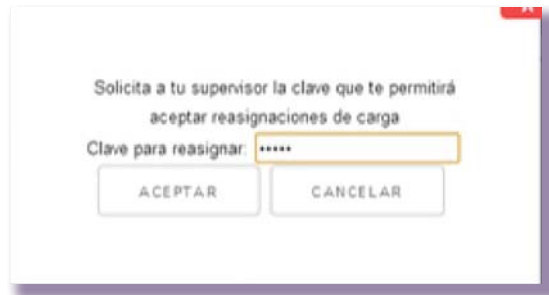 Solicita a tu supervisor la clave que te permitirá
aceptar reasignaciones de carga
Clave para reasignar: •••••
ACEPTAR CANCELAR